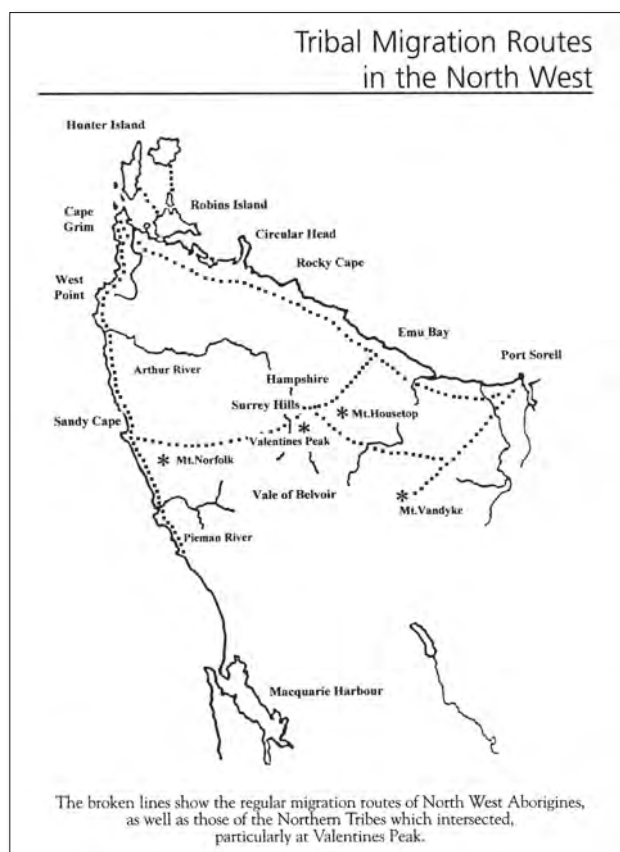 Tribal Migration Routes
in the North West
Hunter Island
Robins Island
Cape
Grim
Circular Head
Rocky Cape
West
Point
Emu Bay
Port Sorell
Arthur River
Hampshire
Surrey Hills
Mt.Housetop
Sandy Cape
Valentines Peak
Mt.Norfolk
Vale of Belvoir
Mt.Vandyke
Pieman River
Macquarie Harbour
The broken lines show the regular migration routes of North West Aborigines,
as well as those of the Northern Tribes which intersected,
particularly at Valentines Peak.